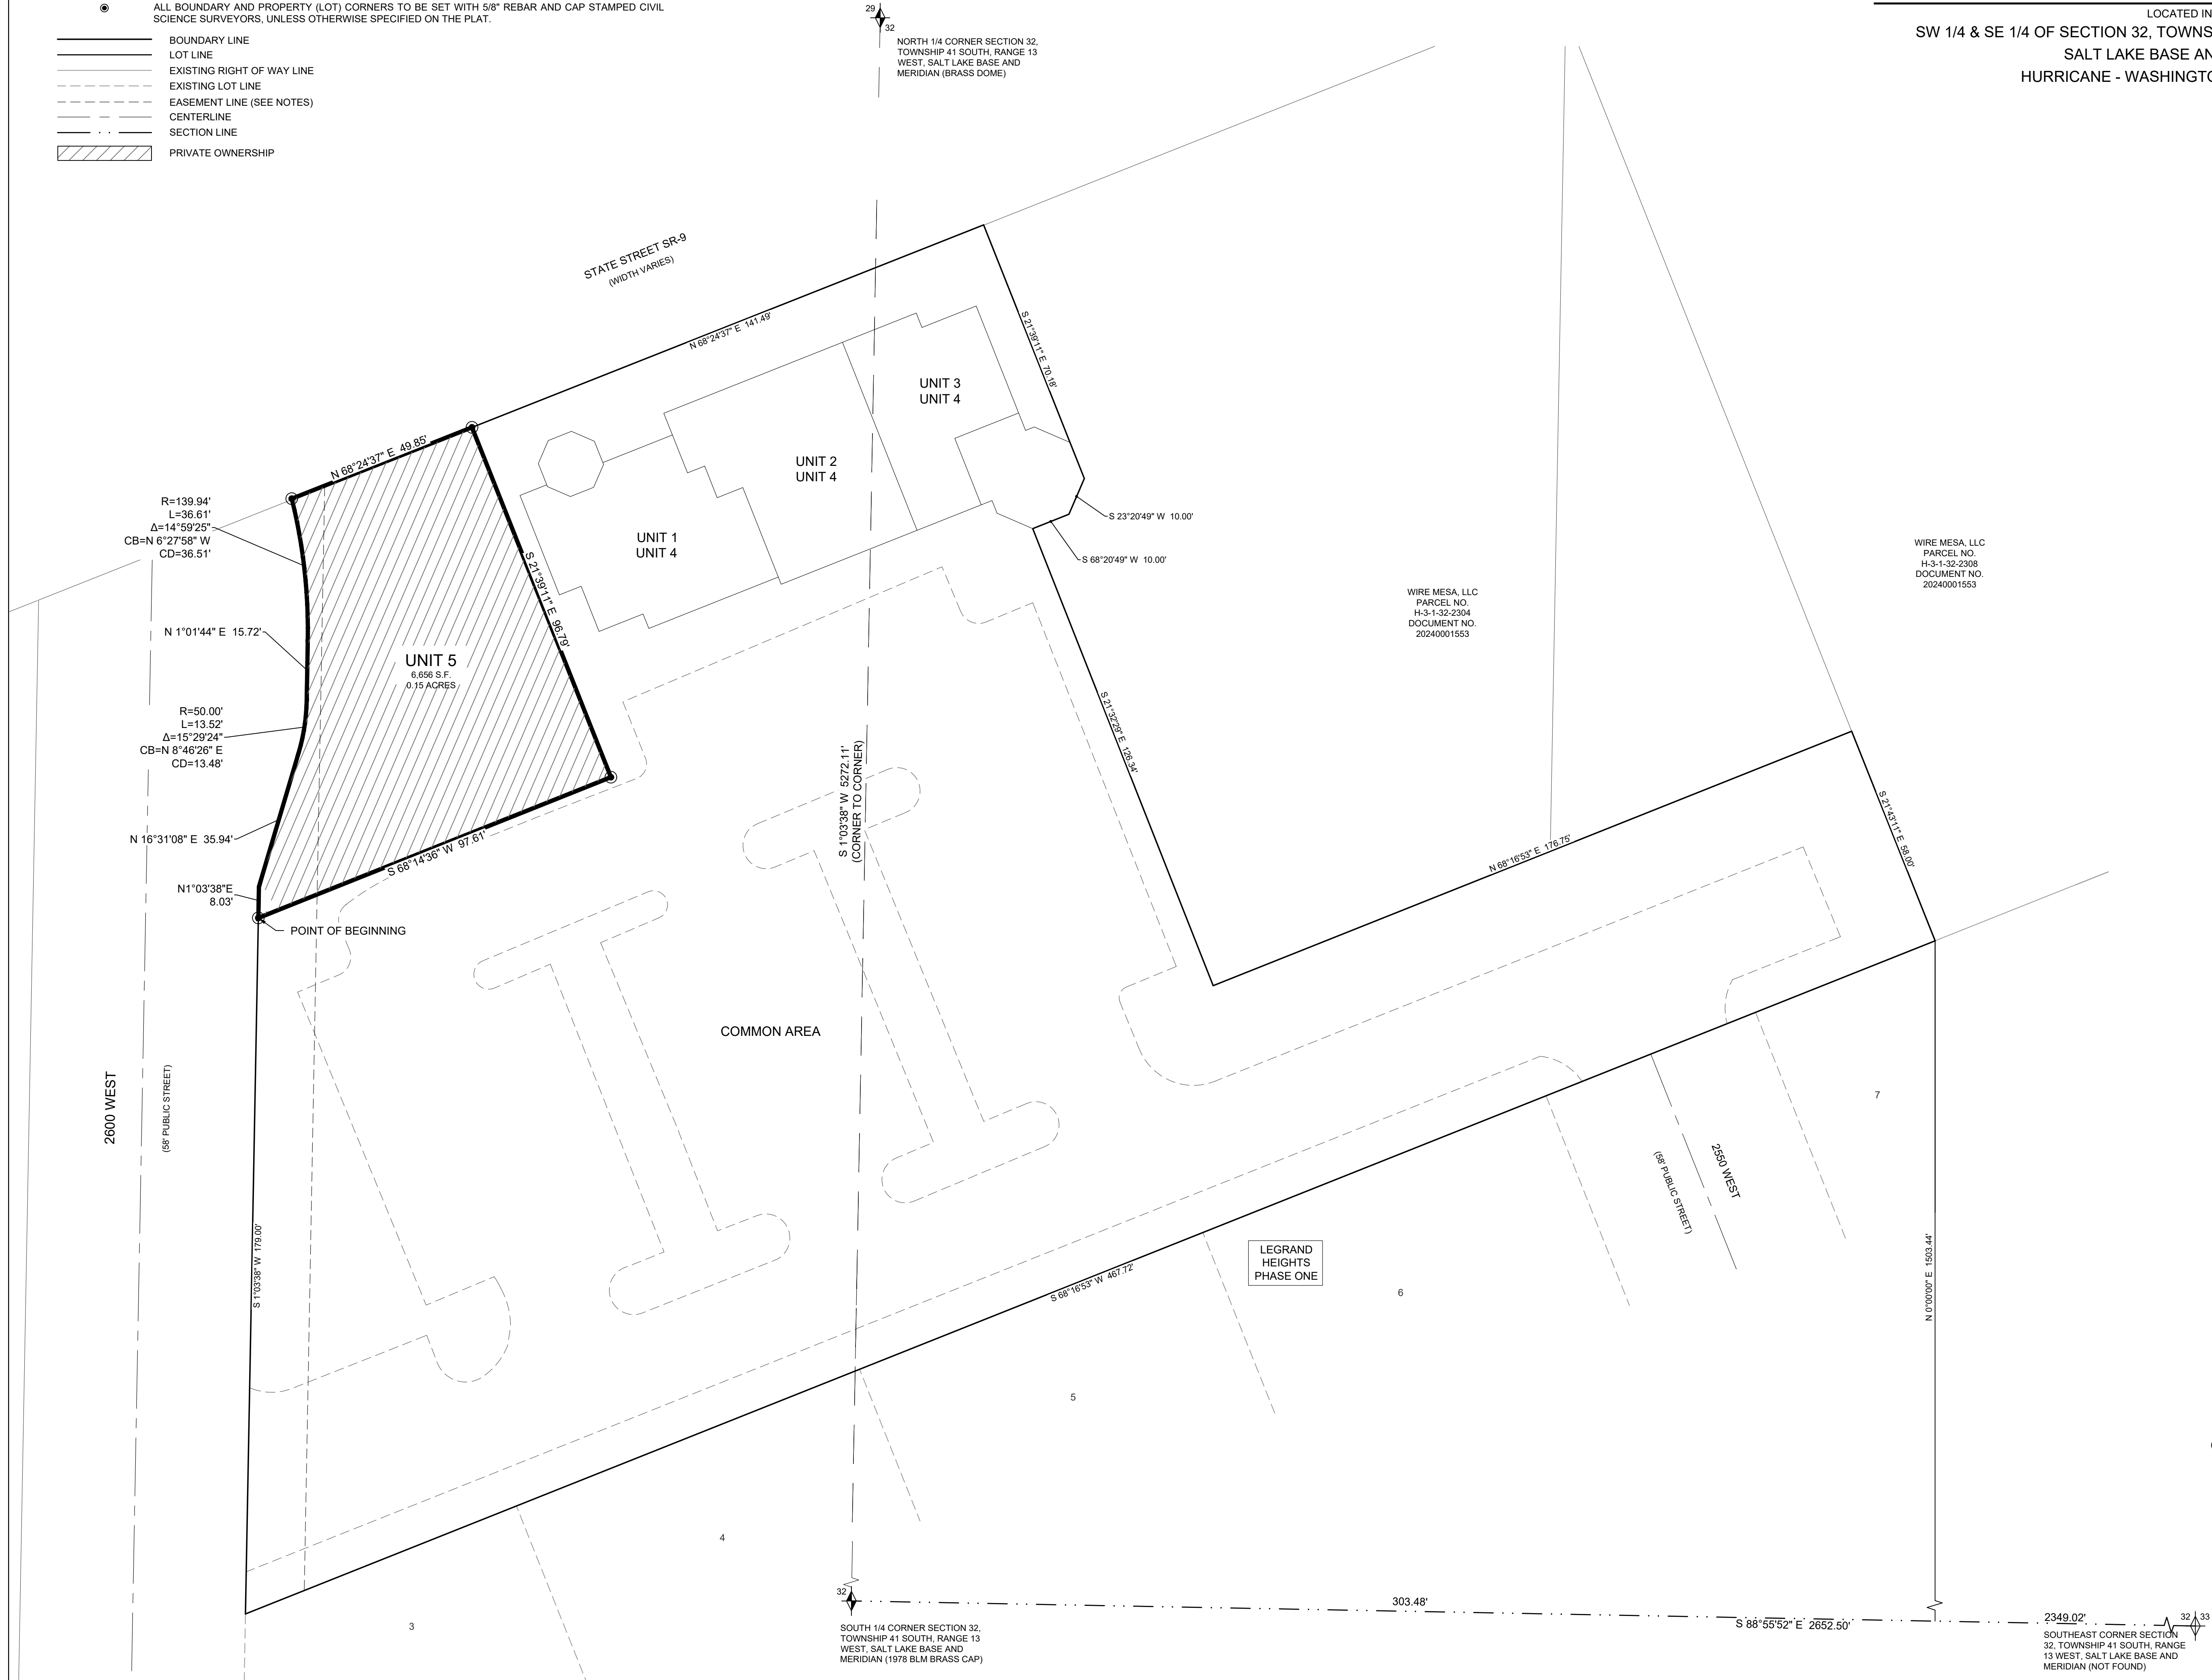 ALL BOUNDARY AND PROPERTY (LOT) CORNERS TO BE SET WITH 5/8" REBAR AND CAP STAMPED CIVIL
SCIENCE SURVEYORS, UNLESS OTHERWISE SPECIFIED ON THE PLAT.
BOUNDARY LINE
LOT LINE
EXISTING RIGHT OF WAY LINE
EXISTING LOT LINE
EASEMENT LINE (SEE NOTES)
CENTERLINE
SECTION LINE
PRIVATE OWNERSHIP
29
32
NORTH 1/4 CORNER SECTION 32,
TOWNSHIP 41 SOUTH, RANGE 13
WEST, SALT LAKE BASE AND
MERIDIAN (BRASS DOME)
LOCATED IN
SW 1/4 & SE 1/4 OF SECTION 32, TOWNS
SALT LAKE BASE AN
HURRICANE - WASHINGTO
STATE STREET SR-9
(WIDTH VARIES)
N 68°24'37" E 141.49'
S 21°39'11" E 70.18'
UNIT 3
UNIT 4
UNIT 2
UNIT 4
UNIT 1
UNIT 4
N 68°24'37" E 49.85'
R=139.94'
L=36.61'
Δ=14°59'25"
CB=N 6°27'58" W
CD=36.51'
S 23°20'49" W 10.00'
S 68°20'49" W 10.00'
S 21°39'11" E 96.79'
WIRE MESA, LLC
PARCEL NO.
H-3-1-32-2308
DOCUMENT NO.
20240001553
WIRE MESA, LLC
PARCEL NO.
H-3-1-32-2304
DOCUMENT NO.
20240001553
N 1°01'44" E 15.72'
UNIT 5
6,656 S.F.
0.15 ACRES
R=50.00'
L=13.52'
Δ=15°29'24"
CB=N 8°46'26" E
CD=13.48'
S 21°32'29" E 126.34'
S 1°03'38" W 5272.11'
(CORNER TO CORNER)
N 16°31'08" E 35.94'
S 68°14'36" W 97.61'
N 68°16'53" E 176.75'
S 21°43'11" E 58.00'
N1°03'38"E
8.03'
POINT OF BEGINNING
COMMON AREA
2600 WEST
(58' PUBLIC STREET)
7
2550 WEST
(58' PUBLIC STREET)
S 1°03'38" W 179.00'
LEGRAND
HEIGHTS
PHASE ONE
S 68°16'53" W 467.72'
6
N 0°00'00" E 1503.44'
5
4
3
32
SOUTH 1/4 CORNER SECTION 32,
TOWNSHIP 41 SOUTH, RANGE 13
WEST, SALT LAKE BASE AND
MERIDIAN (1978 BLM BRASS CAP)
303.48'
S 88°55'52" E 2652.50'
2349.02'
32
33
SOUTHEAST CORNER SECTION
32, TOWNSHIP 41 SOUTH, RANGE
13 WEST, SALT LAKE BASE AND
MERIDIAN (NOT FOUND)